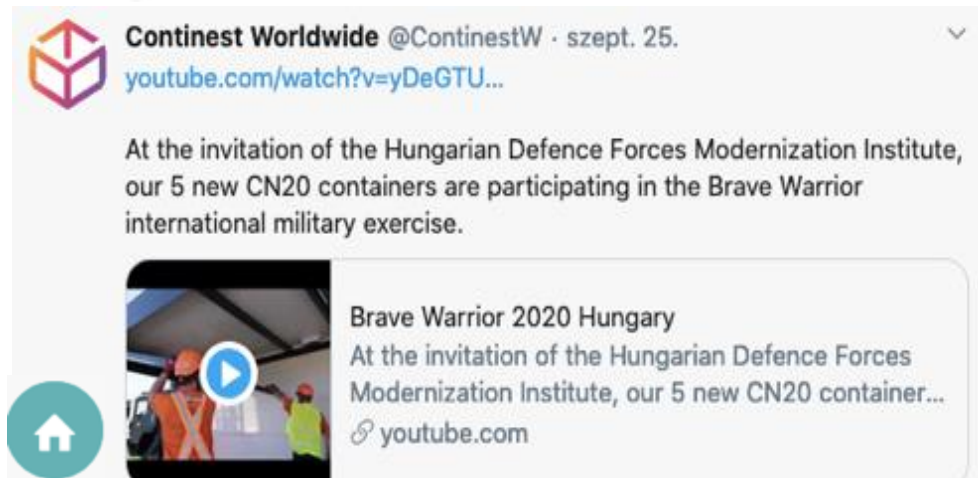 Continest Worldwide @ContinestW · szept. 25.
youtube.com/watch?v=yDeGTU...
At the invitation of the Hungarian Defence Forces Modernization Institute,
our 5 new CN20 containers are participating in the Brave Warrior
international military exercise.
Brave Warrior 2020 Hungary
At the invitation of the Hungarian Defence Forces
Modernization Institute, our 5 new CN20 container...
youtube.com